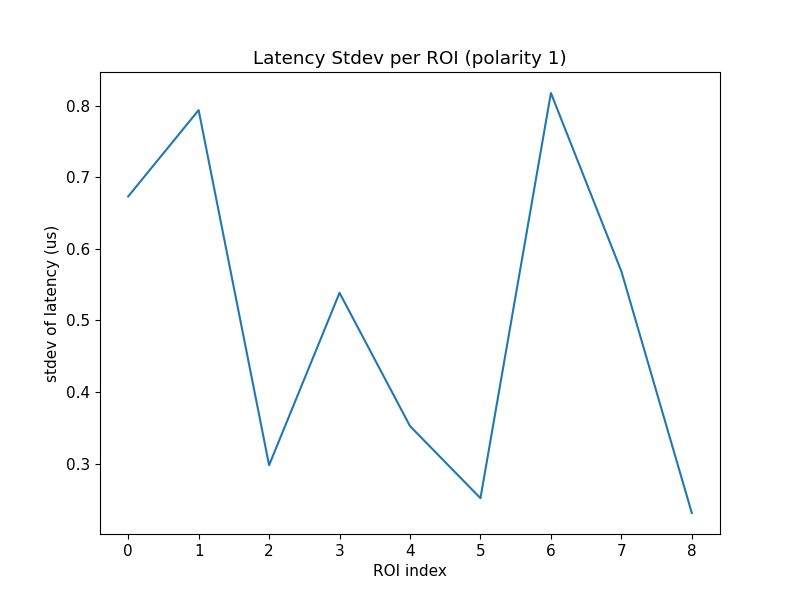 Latency Stdev per ROI (polarity 1)
stdev of latency (us)
0.8
0.7
0.6
0.5
0.4
0.3
0 1 2 3 4 5 6 7 8
ROI index